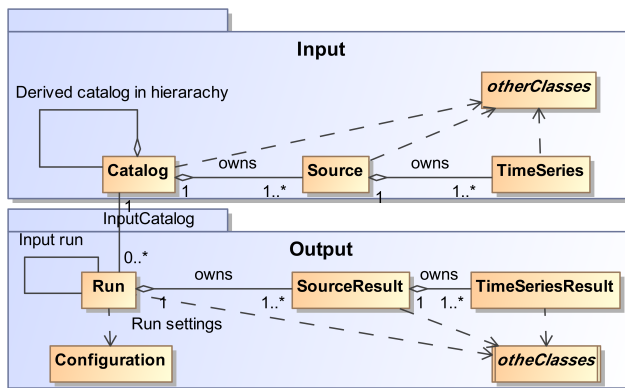 Input
otherClasses
Derived catalog in hierarachy
Catalog
owns
Source
owns
TimeSeries
1
1..*
1
1..*
1
InputCatalog
Output
Input run
0..*
Run
owns
SourceResult
owns
TimeSeriesResult
1
1..*
1
1..*
Run settings
Configuration
otheClasses